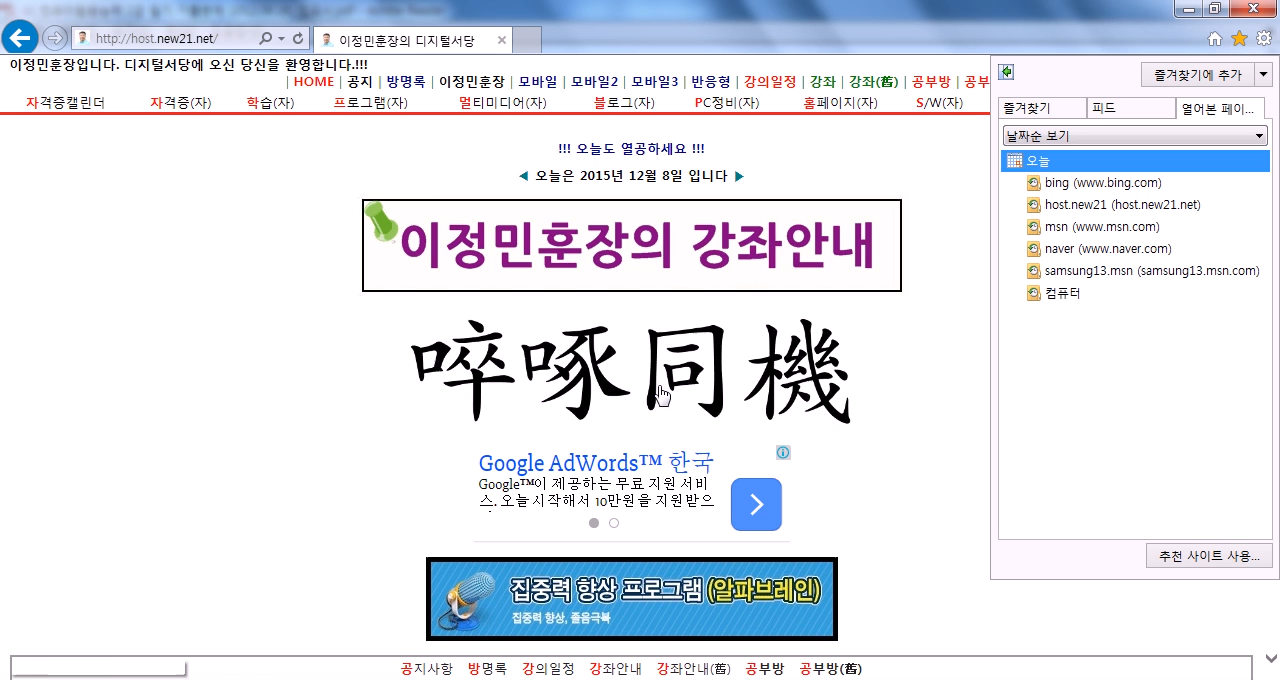 http://host.new21.net/
이정민훈장의 디지털서당
이정민훈장입니다. 디지털서당에 오신 당신을 환영합니다.!!!
| HOME | 공지 | 방명록 | 이정민훈장 | 모바일 | 모바일2 | 모바일3 | 반응형 | 강의일정 | 강좌 | 강좌(舊) | 공부방 | 공부
자격증캘린더 자격증(자) 학습(자) 프로그램(자) 멀티미디어(자) 블로그(자) PC정비(자) 홈페이지(자) S/W(자)
!!! 오늘도 열공하세요 !!!
◀ 오늘은 2015년 12월 8일 입니다 ▶
이정민훈장의 강좌안내
啐啄同機
Google AdWords™ 한국
Google™이 제공하는 무료 지원 서비
스. 오늘 시작해서 10만원을 지원받으
집중력 향상 프로그램 (알파브레인)
집중력 향상, 졸음극복
공지사항 방명록 강의일정 강좌안내 강좌안내(舊) 공부방 공부방(舊)
즐겨찾기에 추가
즐겨찾기 피드 열어본 페이...
날짜순 보기
오늘
bing (www.bing.com)
host.new21 (host.new21.net)
msn (www.msn.com)
naver (www.naver.com)
samsung13.msn (samsung13.msn.com)
컴퓨터
추천 사이트 사용...